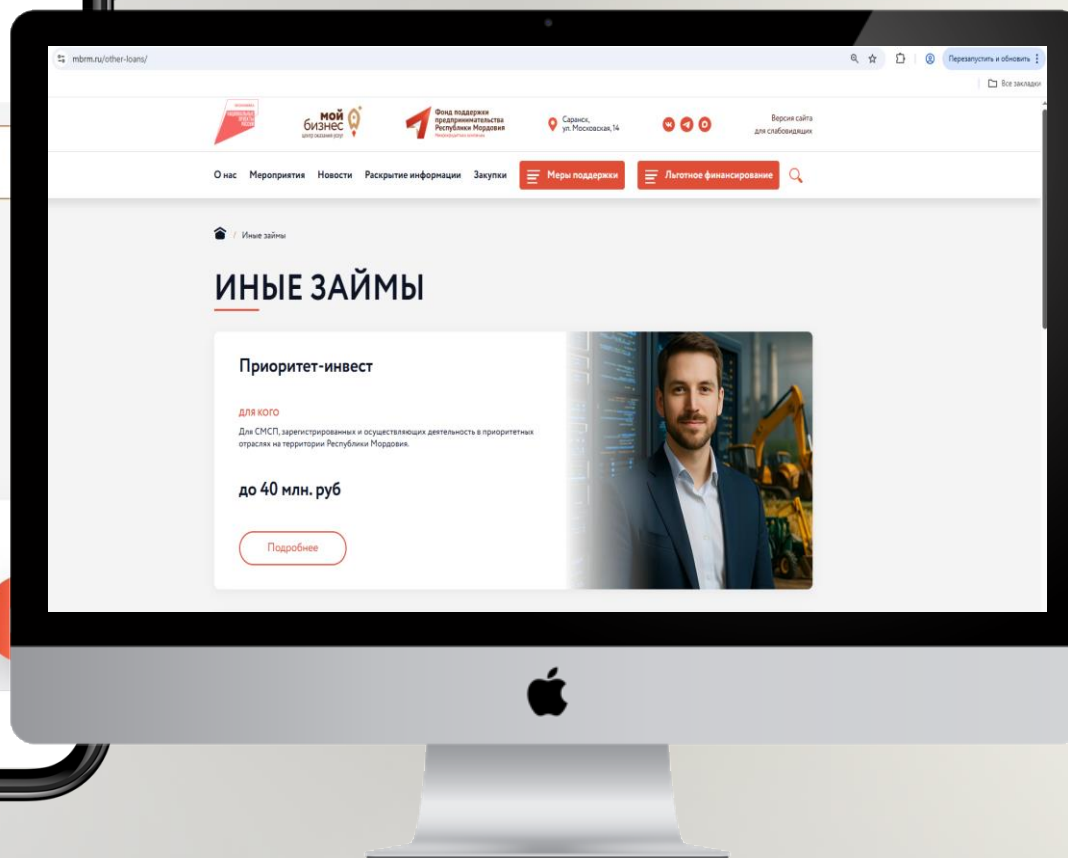 mbrm.ru/other-loans/
Перезапустить и обновить
Все закладки
мой
бизнес
центр оказания услуг
Фонд поддержки
предпринимательства
Республики Мордовия
Саранск,
ул. Московская, 14
Версия сайта
для слабовидящих
О нас Мероприятия Новости Раскрытие информации Закупки Меры поддержки Льготное финансирование
/ Иные займы
ИНЫЕ ЗАЙМЫ
Приоритет-инвест
для кого
Для СМСП, зарегистрированных и осуществляющих деятельность в приоритетных
отраслях на территории Республики Мордовия.
до 40 млн. руб
Подробнее